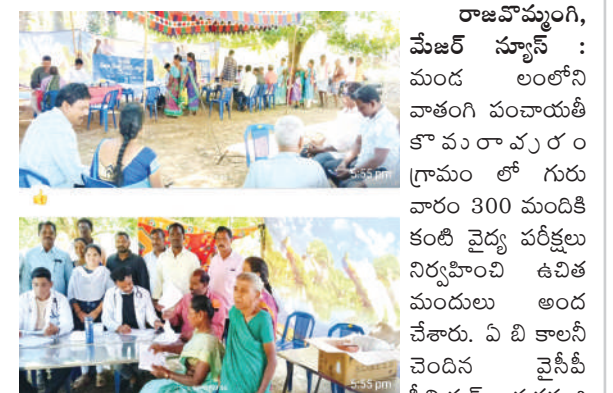 రాజవొమ్మంగి,
మేజర్ న్యూస్ :
మండ లంలోని
వాతంగి పంచాయతీ
కొ మ రా వ్ర ర ం
గ్రామం లో గురు
వారం 300 మందికి
కంటి వైద్య పరీక్షలు
నిర్వహించి ఉచిత
మందులు అంద
చేశారు. ఏ బి కాలనీ
చెందిన వైసీపీ
5:55 pm
5:55 pm